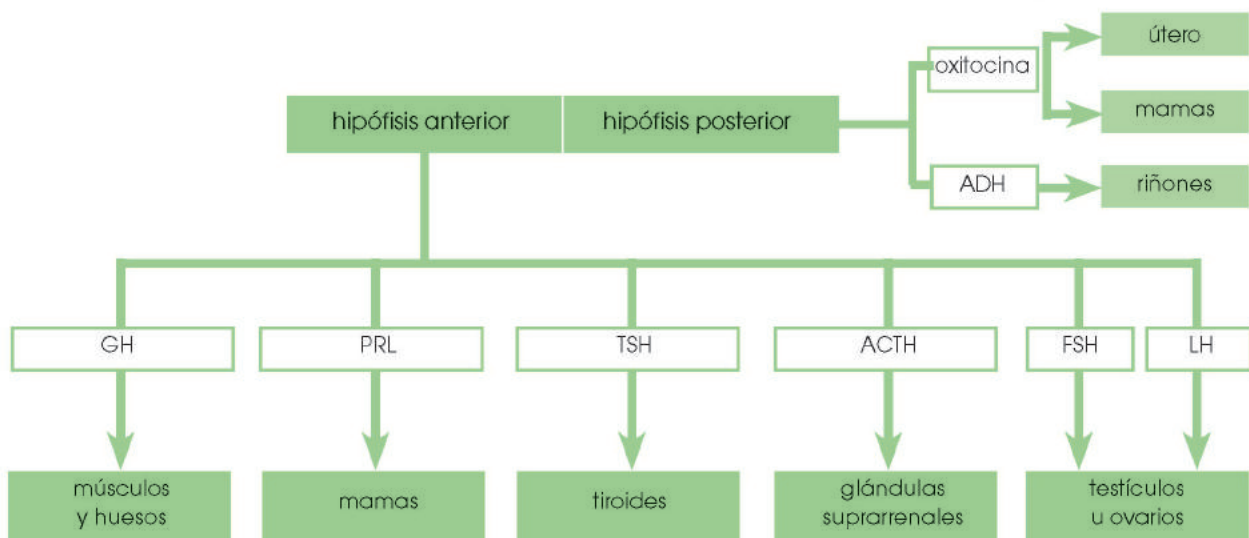 útero
oxitocina
mamas
hipófisis anterior
hipófisis posterior
ADH
riñones
GH
PRL
TSH
ACTH
FSH
LH
músculos
y huesos
mamas
tiroides
glándulas
suprarrenales
testículos
u ovarios